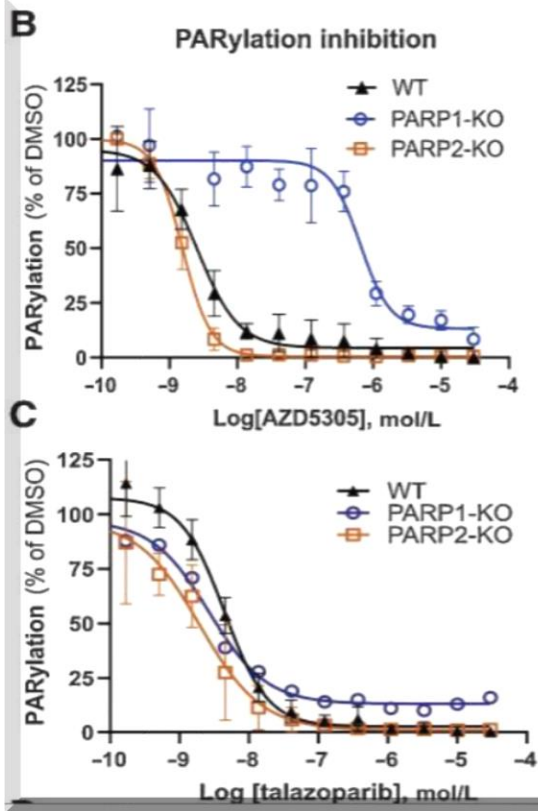 B
PARylation inhibition
PARylation (% of DMSO)
125
100
75
50
25
0
WT
PARP1-KO
PARP2-KO
–10 –9 –8 –7 –6 –5 –4
Log[AZD5305], mol/L
C
PARylation (% of DMSO)
125
100
75
50
25
0
WT
PARP1-KO
PARP2-KO
–10 –9 –8 –7 –6 –5 –4
Log [talazoparib], mol/L